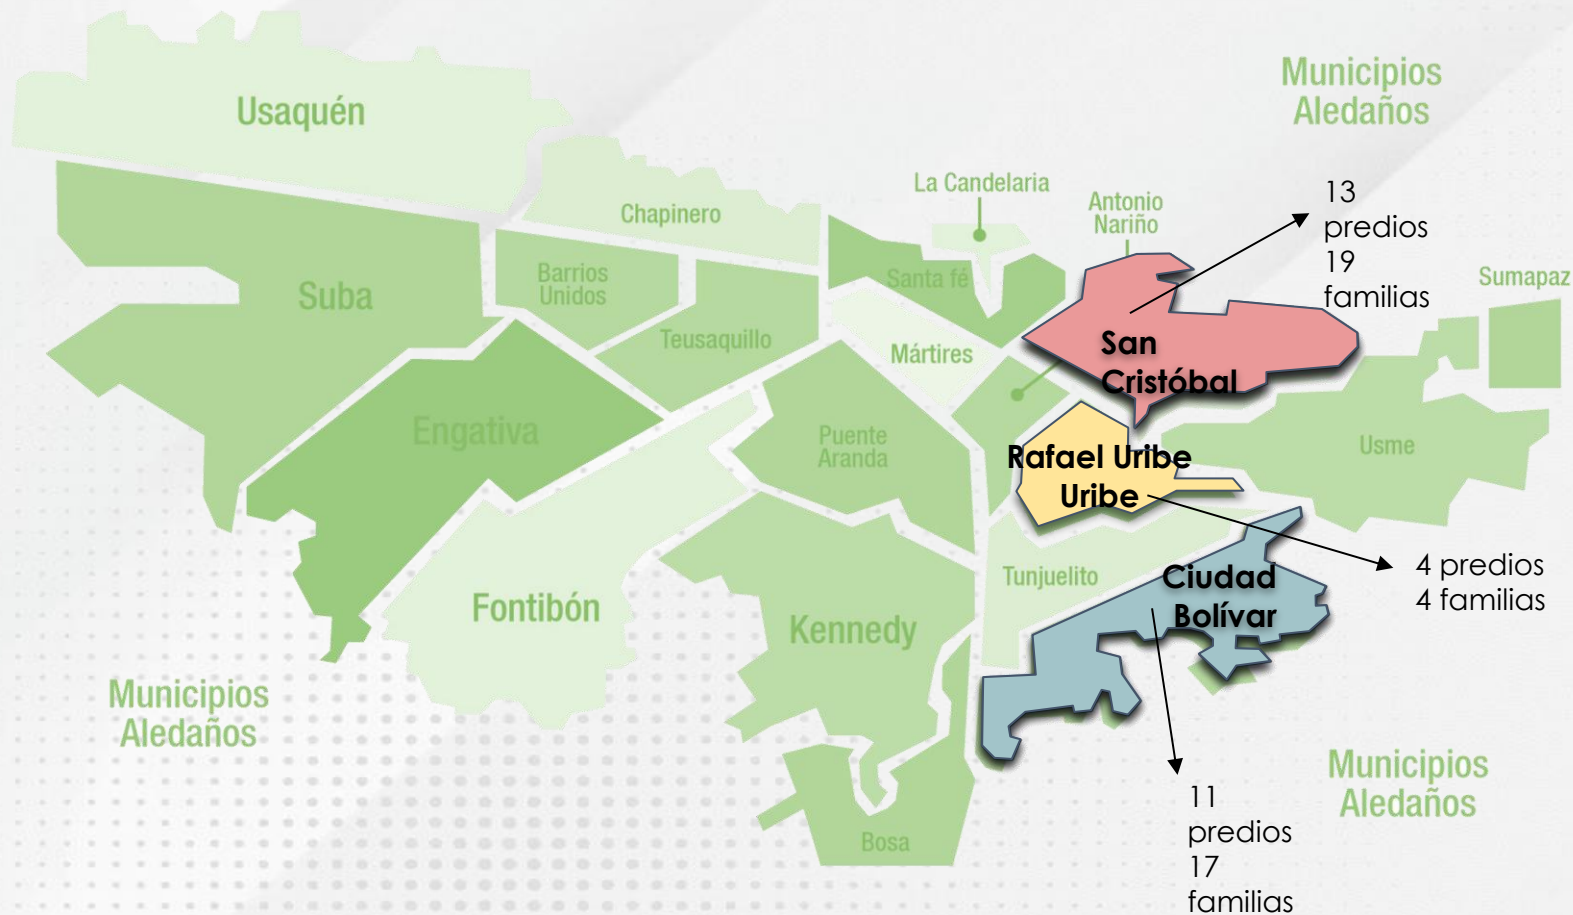 Usaquén
Municipios
Aledaños
La Candelaria
Antonio
Nariño
13
predios
19
familias
Chapinero
Suba
Barrios
Unidos
Santa fé
Sumapaz
Teusaquillo
Mártires
San
Cristóbal
Engativa
Puente
Aranda
Rafael Uribe
Uribe
Usme
4 predios
4 familias
Fontibón
Kennedy
Tunjuelito
Ciudad
Bolívar
Municipios
Aledaños
Municipios
Aledaños
11
predios
17
familias
Bosa